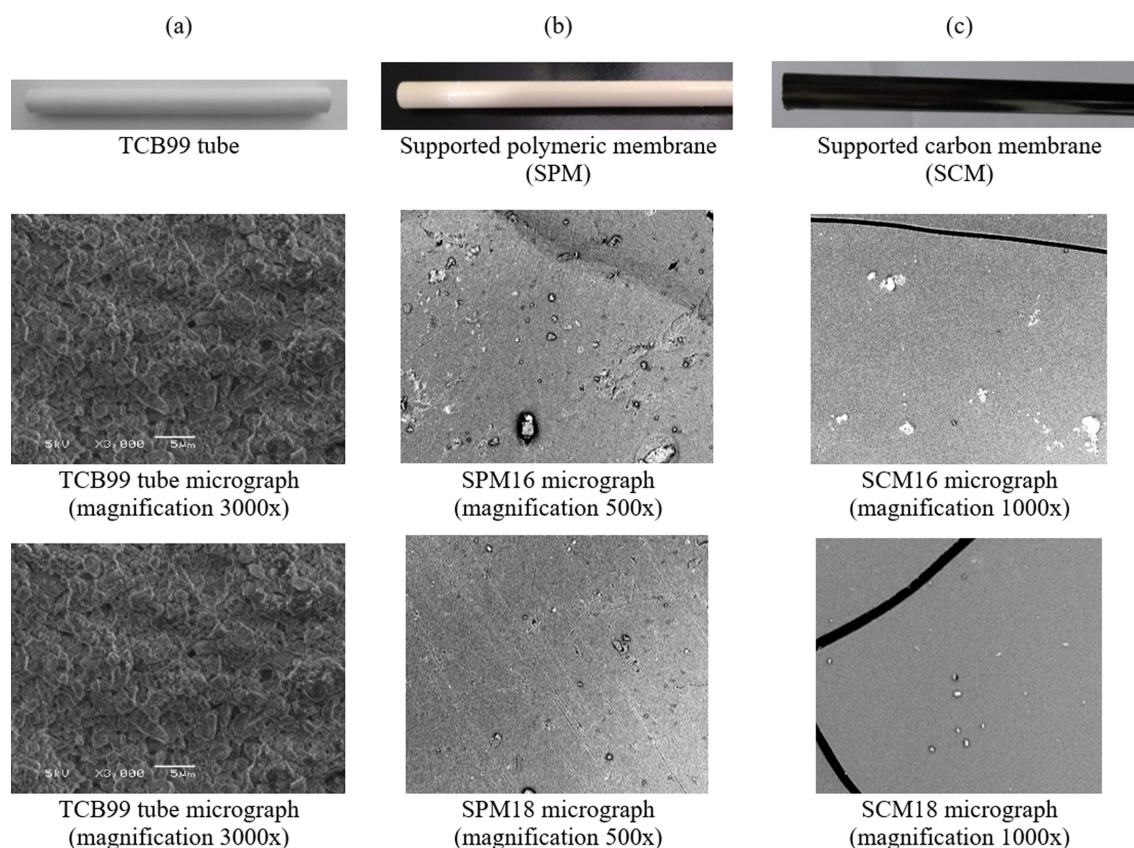 (a)
(b)
(c)
TCB99 tube
Supported polymeric membrane
(SPM)
Supported carbon membrane
(SCM)
5kV X3,000 5μm
TCB99 tube micrograph
(magnification 3000x)
SPM16 micrograph
(magnification 500x)
SCM16 micrograph
(magnification 1000x)
5kV X3,000 5μm
TCB99 tube micrograph
(magnification 3000x)
SPM18 micrograph
(magnification 500x)
SCM18 micrograph
(magnification 1000x)